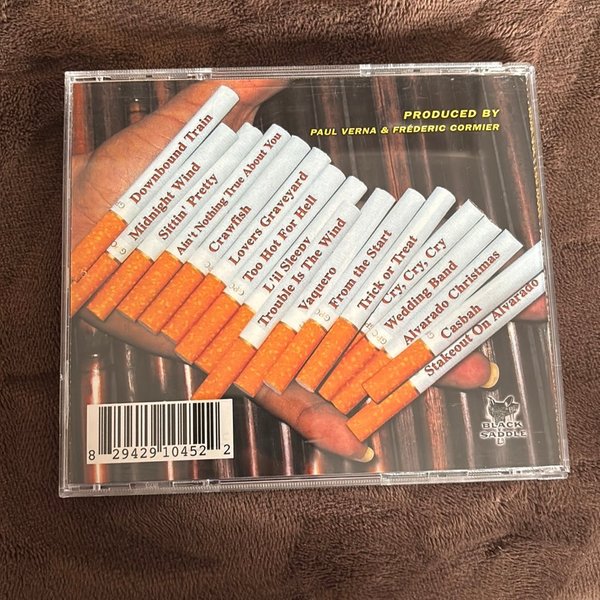 PRODUCED BY
PAUL VERNA & FRÉDERIC CORMIER
Downbound Train
Midnight Wind
Sittin' Pretty
Ain't Nothing True About You
Crawfish
Lovers Graveyard
Too Hot For Hell
L'il Sleepy
Trouble Is The Wind
Vaquero
From the Start
Trick or Treat
Cry, Cry, Cry
Wedding Band
Alvarado Christmas
Casbah
Stakeout On Alvarado
8 29429 10452 2
BLACK
SADDLE